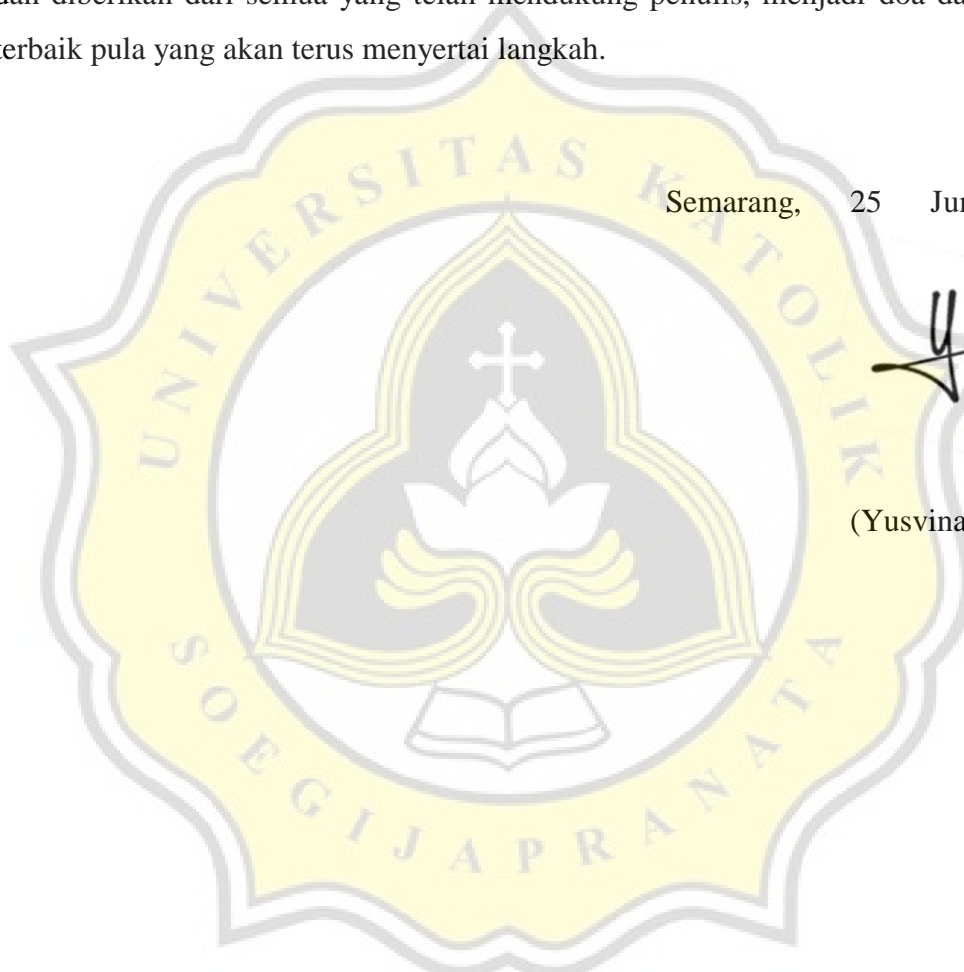 dan diberikan dari semua yang telah mendukung penulis, menjadi doa
terbaik pula yang akan terus menyertai langkah.
UNIVERSITAS KATOLIK
Semarang, 25
(Yusvina
SOEGIJAPRANATA